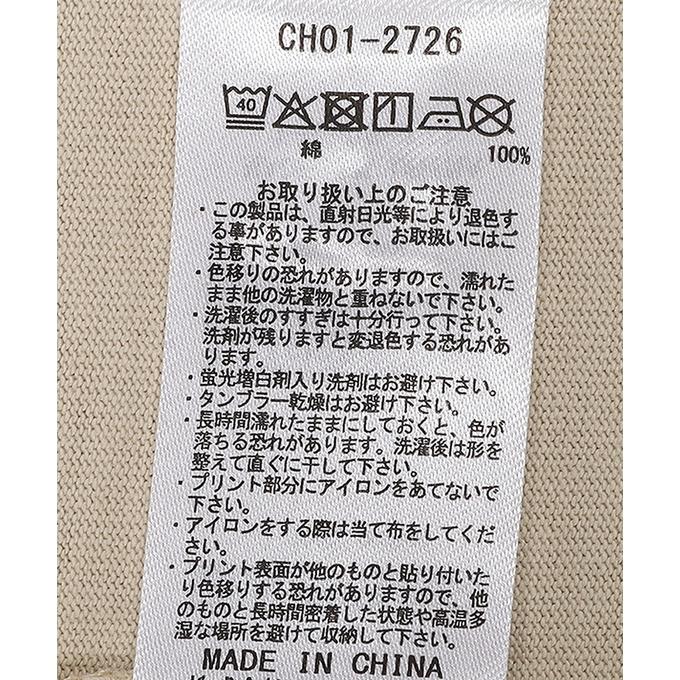 CH01-2726
40
綿 100%
お取り扱い上のご注意
・この製品は、直射日光等により退色す
る事がありますので、お取扱いにはご
注意下さい。
・色移りの恐れがありますので、濡れた
まま他の洗濯物と重ねないで下さい。
・洗濯後のすすぎは十分行って下さい。
洗剤が残りますと変退色する恐れがあ
ります。
・蛍光増白剤入り洗剤はお避け下さい。
・タンブラー乾燥はお避け下さい。
・長時間濡れたままにしておくと、色が
落ちる恐れがあります。洗濯後は形を
整えて直ぐに干して下さい。
・プリント部分にアイロンをあてないで
下さい。
・アイロンをする際は当て布をしてくだ
さい。
・プリント表面が他のものと貼り付いた
り色移りする恐れがありますので、他
のものと長時間密着した状態や高温多
湿な場所を避けて収納して下さい。
MADE IN CHINA